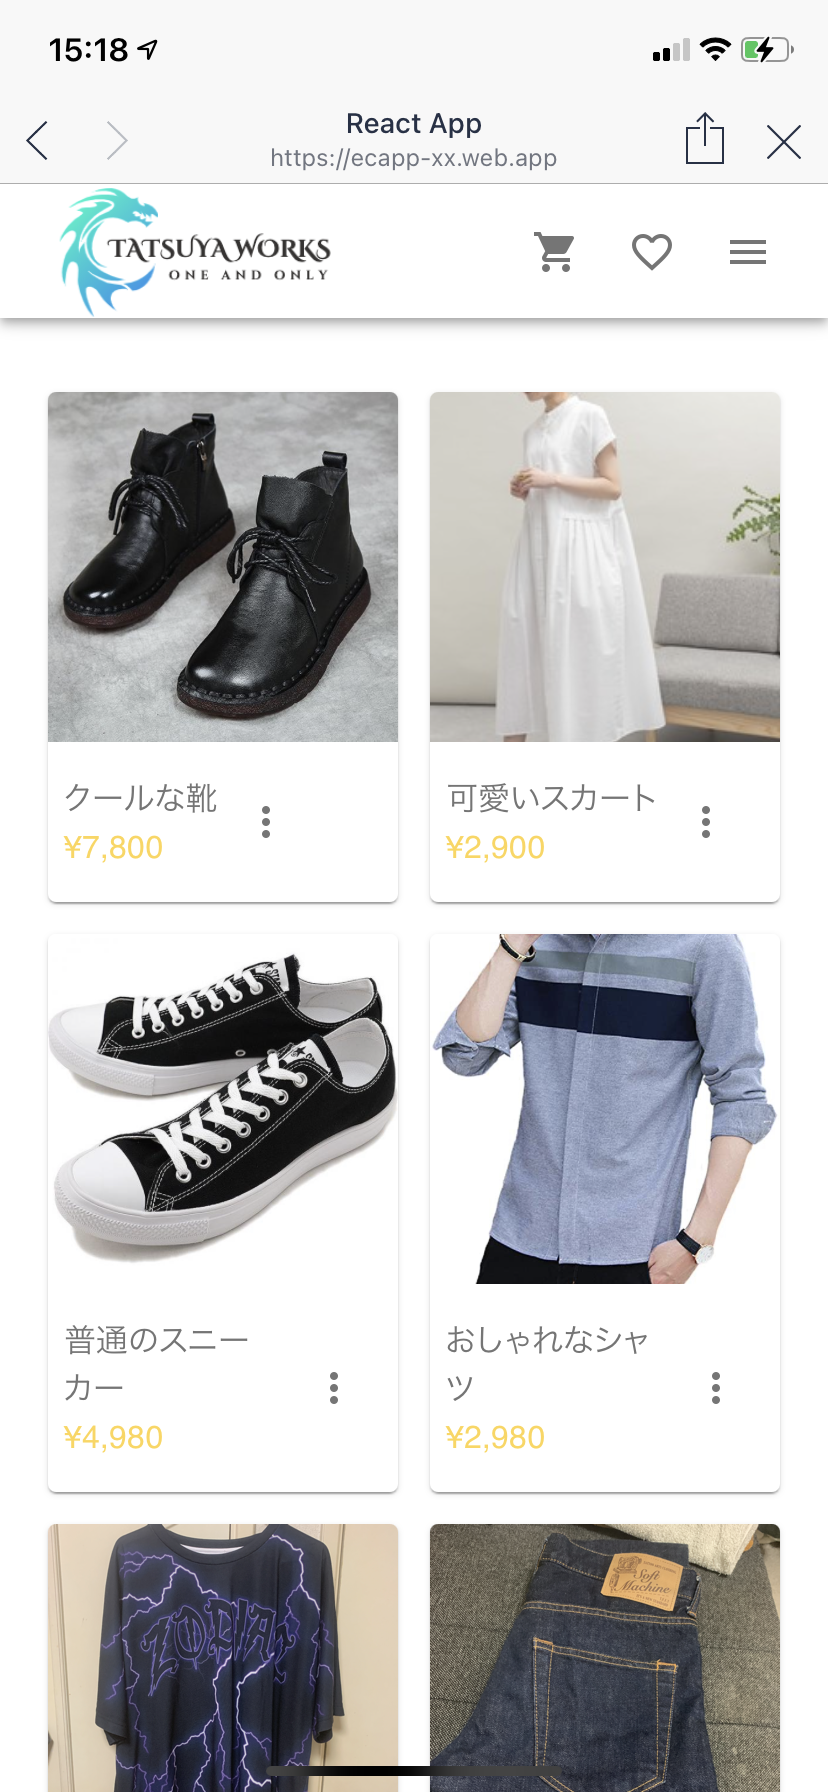 15:18
React App
https://ecapp-xx.web.app
TATSUYA WORKS
ONE AND ONLY
クールな靴
¥7,800
可愛いスカート
¥2,900
普通のスニー
カー
¥4,980
おしゃれなシャ
ツ
¥2,980
ZODIAC
Soft
Machine